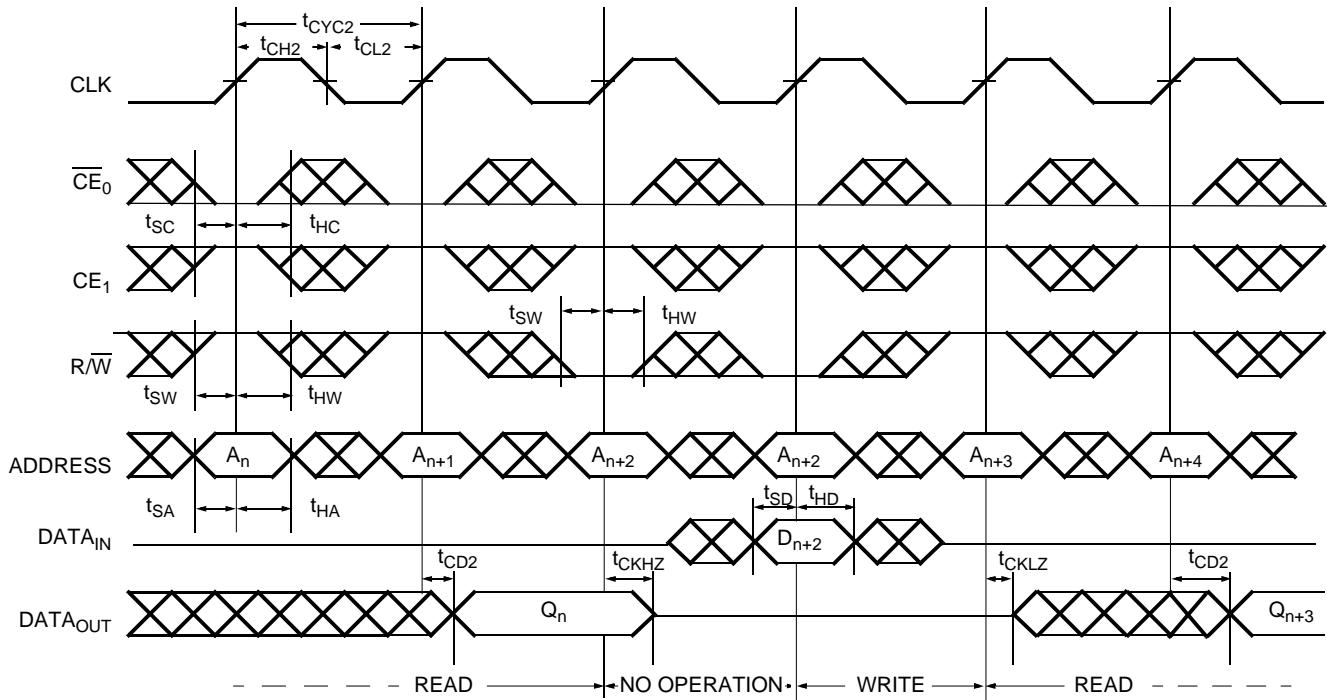 tCYC2
tCH2 tCL2
CLK
CE0
tSC tHC
CE1
tSW tHW
R/W
tSW tHW
ADDRESS An An+1 An+2 An+2 An+3 An+4
tSA tHA tSD tHD
DATAIN Dn+2
tCD2 tCKHZ tCKLZ tCD2
DATAOUT Qn Qn+3
READ NO OPERATION WRITE READ